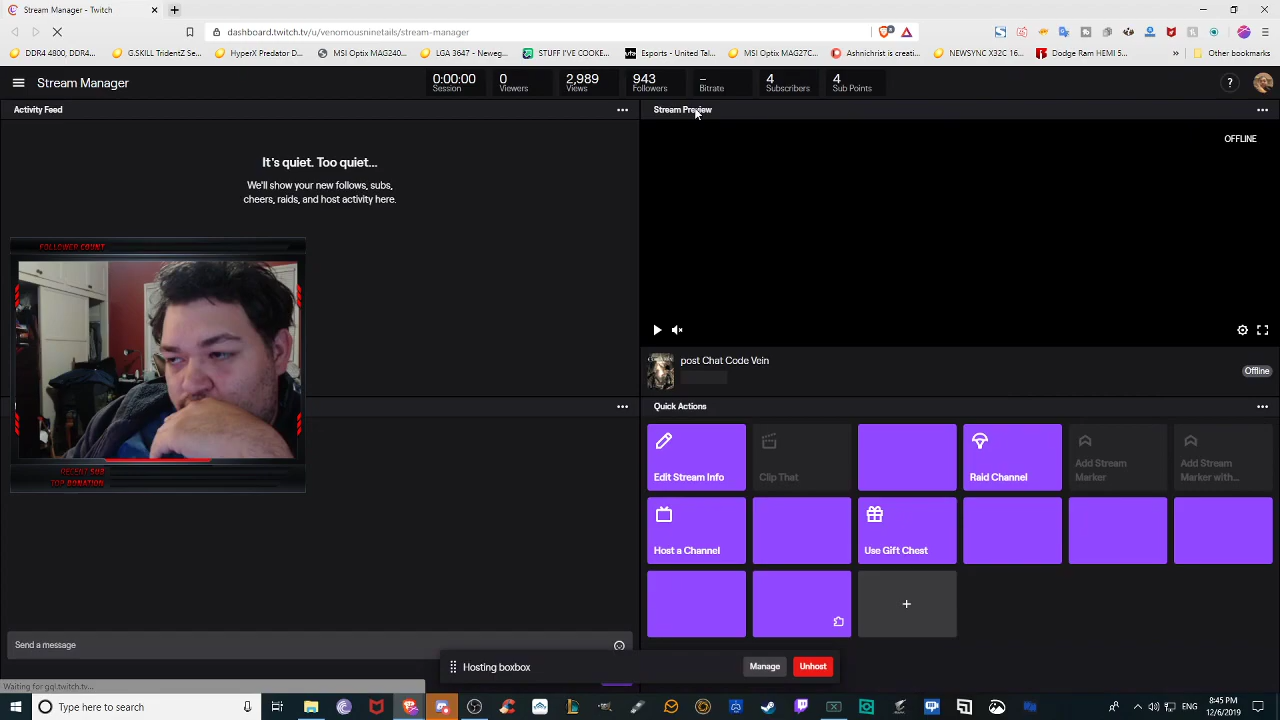 Stream Manager - Twitch
dashboard.twitch.tv/u/venomousninetails/stream-manager
DDR4 4800, ...
G.SKILL TridentZ Se...
HyperX Predator D...
MSI Optix MAG240...
LGA 3647 - Newegg...
STUFF I'VE COOKE...
Esports - United Tal...
MSI Optix MAG27C...
Ashnichrist is creatin...
NEWSYNC X32C 16...
Dodge Ram HEMI S...
Other bookmarks
Stream Manager
0:00:00
Session
0
Viewers
2,989
Views
943
Followers
–
Bitrate
4
Subscribers
4
Sub Points
Activity Feed
Stream Preview
It's quiet. Too quiet...
We'll show your new follows, subs,
cheers, raids, and host activity here.
OFFLINE
FOLLOWER COUNT
RECENT SUB
TOP DONATION
post Chat Code Vein
Offline
Quick Actions
Edit Stream Info
Clip That
Raid Channel
Add Stream
Marker
Add Stream
Marker with...
Host a Channel
Use Gift Chest
Send a message
Hosting boxbox
Manage
Unhost
Waiting for gql.twitch.tv...
Type here to search
ENG
8:45 PM
12/6/2019